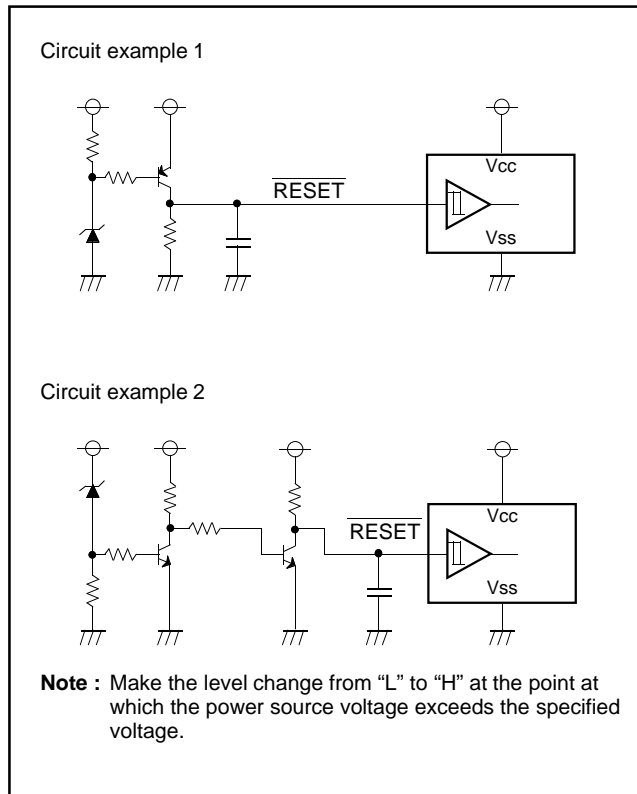 Circuit example 1
RESET
Vcc
Vss
Circuit example 2
RESET
Vcc
Vss
Note : Make the level change from “L” to “H” at the point at
which the power source voltage exceeds the specified
voltage.